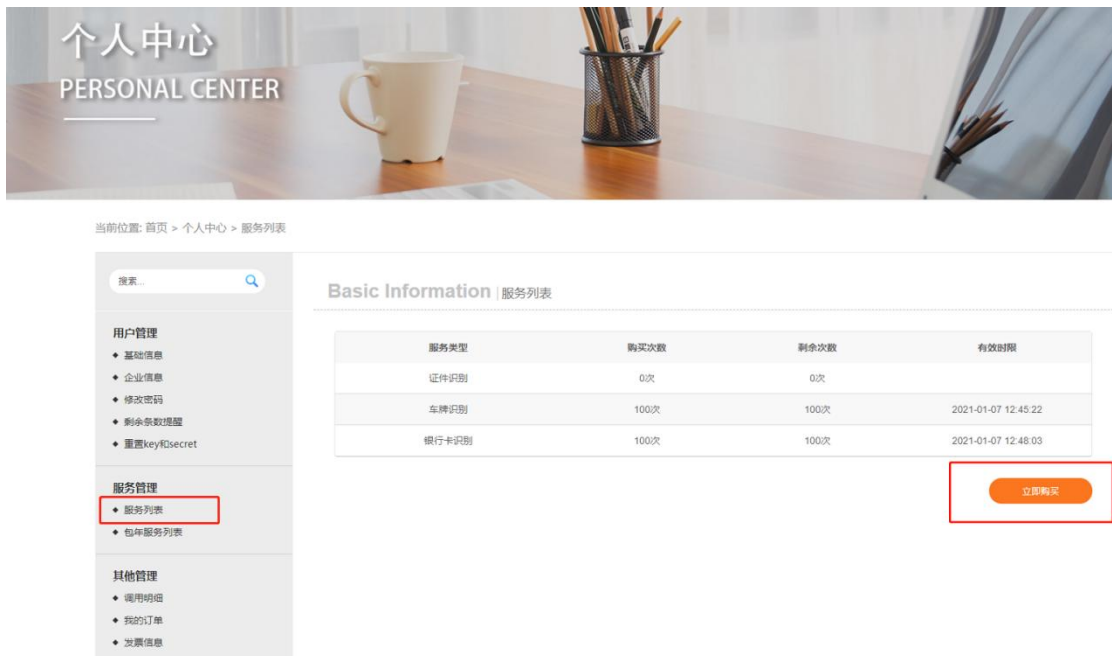 个人中心
PERSONAL CENTER
当前位置: 首页 > 个人中心 > 服务列表
搜索...
用户管理
◆ 基础信息
◆ 企业信息
◆ 修改密码
◆ 剩余条数提醒
◆ 重置key和secret
服务管理
◆ 服务列表
◆ 包年服务列表
其他管理
◆ 调用明细
◆ 我的订单
◆ 发票信息
Basic Information | 服务列表
服务类型 购买次数 剩余次数 有效时限
证件识别 0次 0次
车牌识别 100次 100次 2021-01-07 12:45:22
银行卡识别 100次 100次 2021-01-07 12:48:03
立即购买